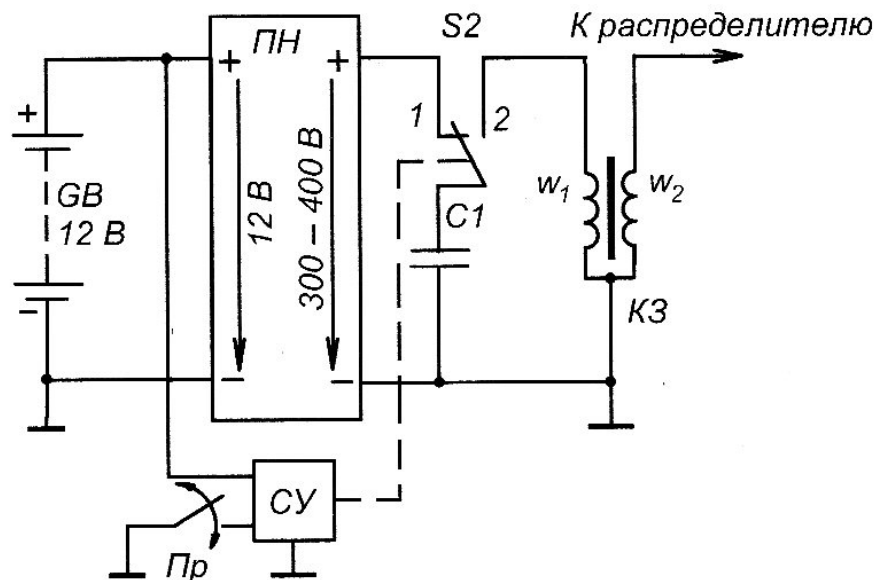 S2
К распределителю
ПН
+
+
+
1
2
GB
12 В
12 В
300 – 400 В
C1
w₁
w₂
КЗ
–
–
–
СУ
Пр